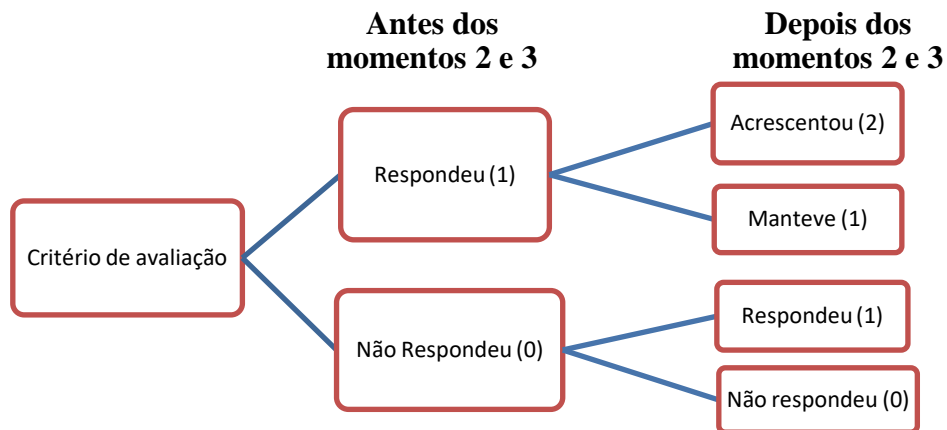 Antes dos
momentos 2 e 3
Depois dos
momentos 2 e 3
Critério de avaliação
Respondeu (1)
Não Respondeu (0)
Acrescentou (2)
Manteve (1)
Respondeu (1)
Não respondeu (0)